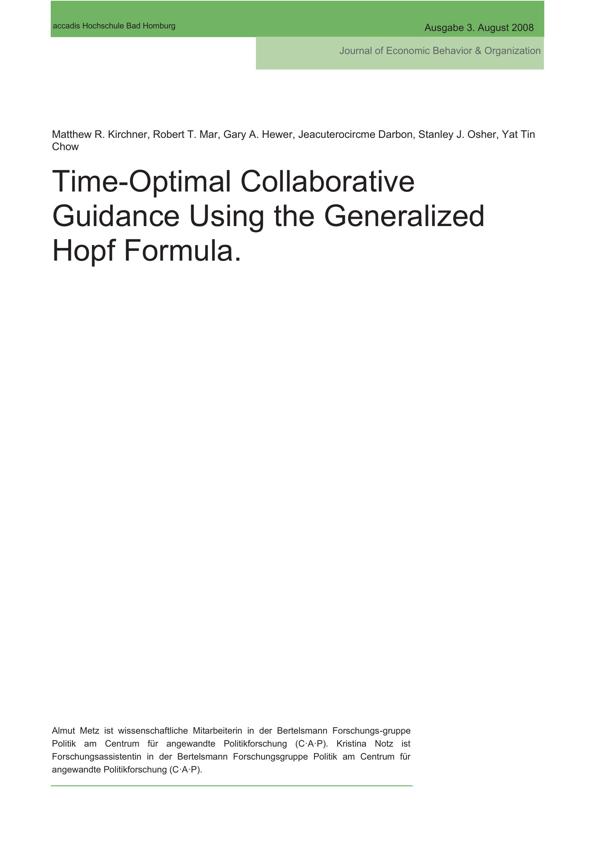 accadis Hochschule Bad Homburg
Ausgabe 3. August 2008
Journal of Economic Behavior & Organization
Matthew R. Kirchner, Robert T. Mar, Gary A. Hewer, Jeacuterocircme Darbon, Stanley J. Osher, Yat Tin
Chow
Time-Optimal Collaborative
Guidance Using the Generalized
Hopf Formula.
Almut Metz ist wissenschaftliche Mitarbeiterin in der Bertelsmann Forschungs-gruppe
Politik am Centrum für angewandte Politikforschung (C·A·P). Kristina Notz ist
Forschungsassistentin in der Bertelsmann Forschungsgruppe Politik am Centrum für
angewandte Politikforschung (C·A·P).